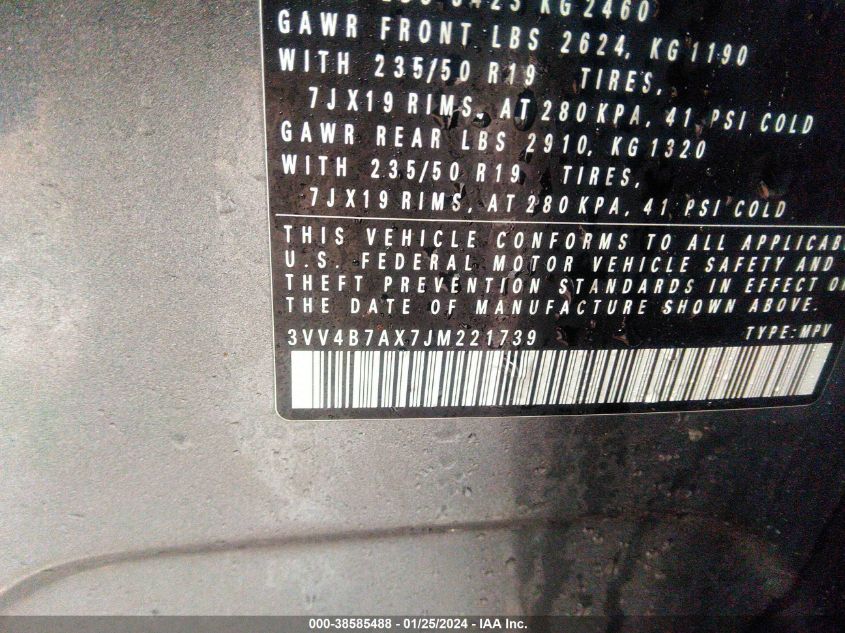 KG 2460
GAWR FRONT LBS 2624, KG 1190
WITH 235/50 R19 TIRES,
7JX19 RIMS, AT 280 KPA, 41 PSI COLD
GAWR REAR LBS 2910, KG 1320
WITH 235/50 R19 TIRES,
7JX19 RIMS, AT 280 KPA, 41 PSI COLD
THIS VEHICLE CONFORMS TO ALL APPLICAB
U.S. FEDERAL MOTOR VEHICLE SAFETY AND
THEFT PREVENTION STANDARDS IN EFFECT O
THE DATE OF MANUFACTURE SHOWN ABOVE.
3VV4B7AX7JM221739 TYPE: MPV
000-38585488 - 01/25/2024 - IAA Inc.